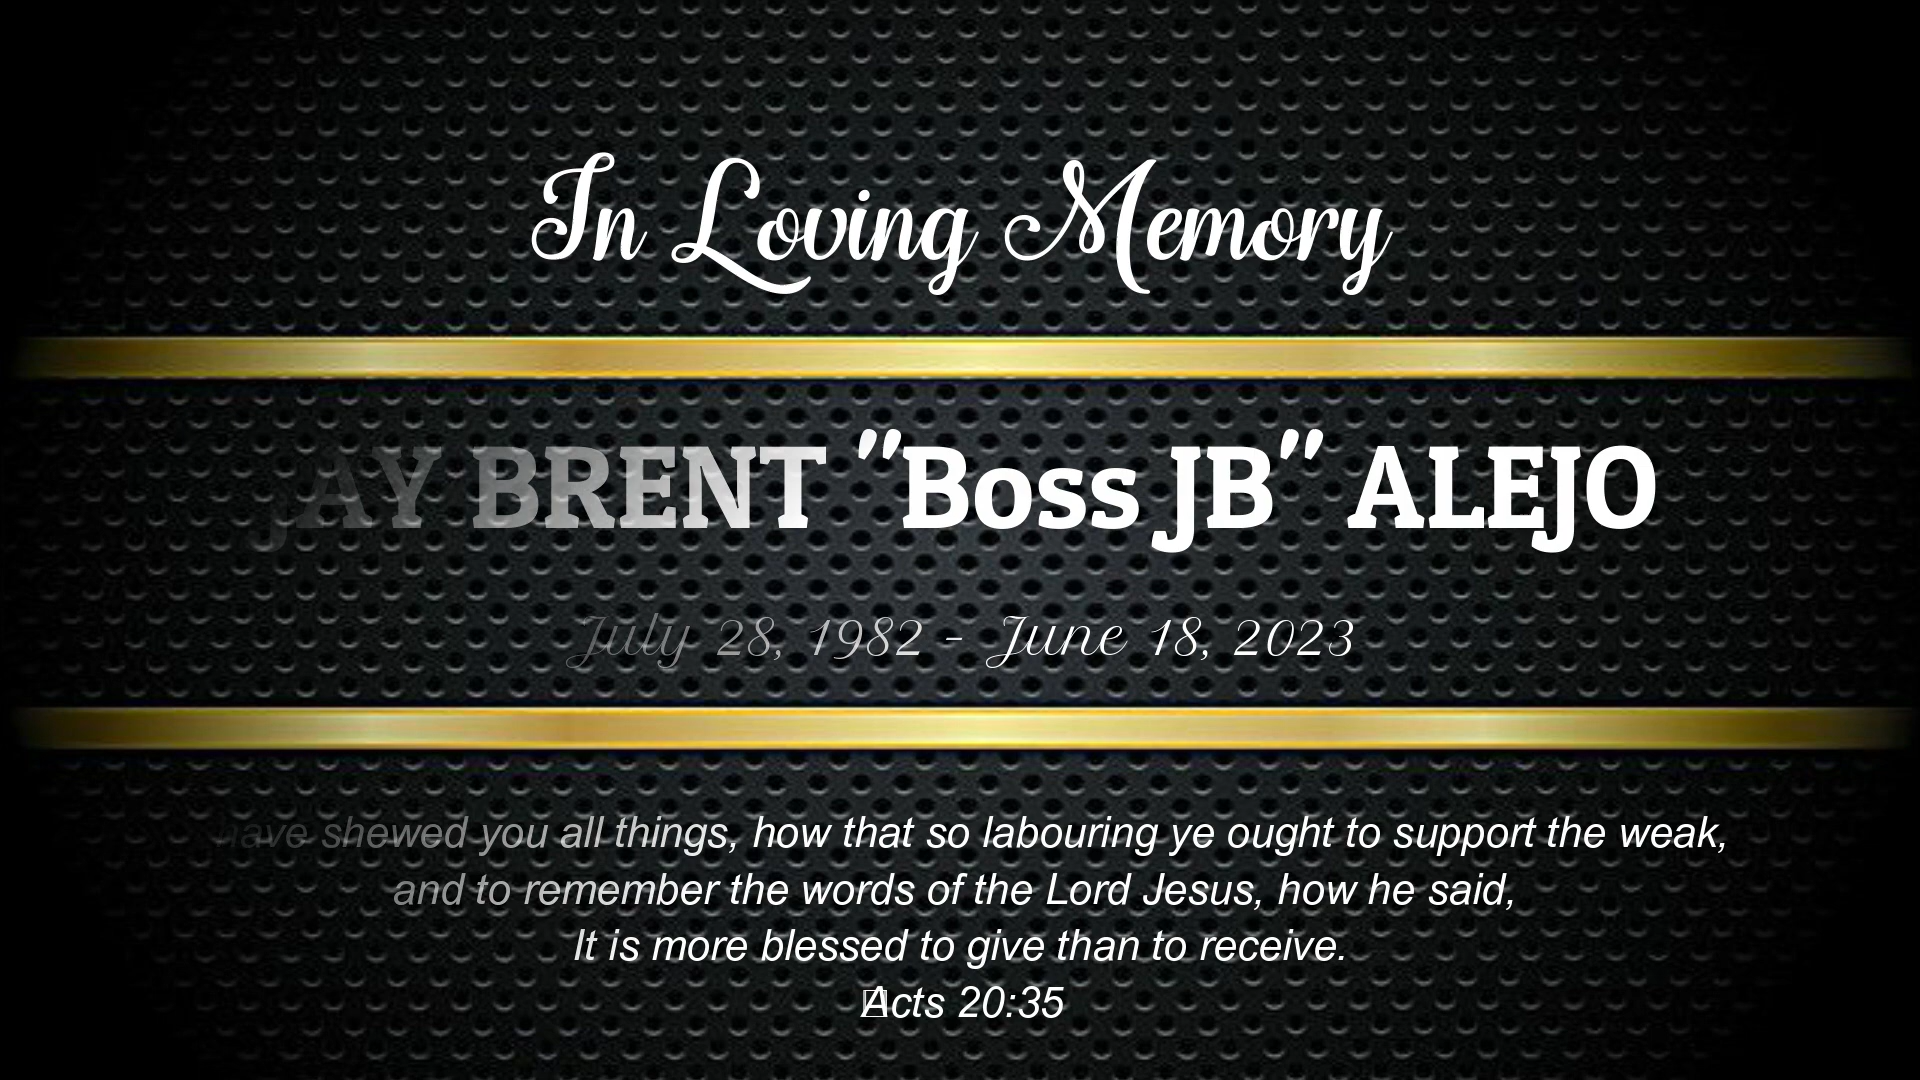 In Loving Memory
JAY BRENT "Boss JB" ALEJO
July 28, 1982 - June 18, 2023
have shewed you all things, how that so labouring ye ought to support the weak,
and to remember the words of the Lord Jesus, how he said,
It is more blessed to give than to receive.
Acts 20:35